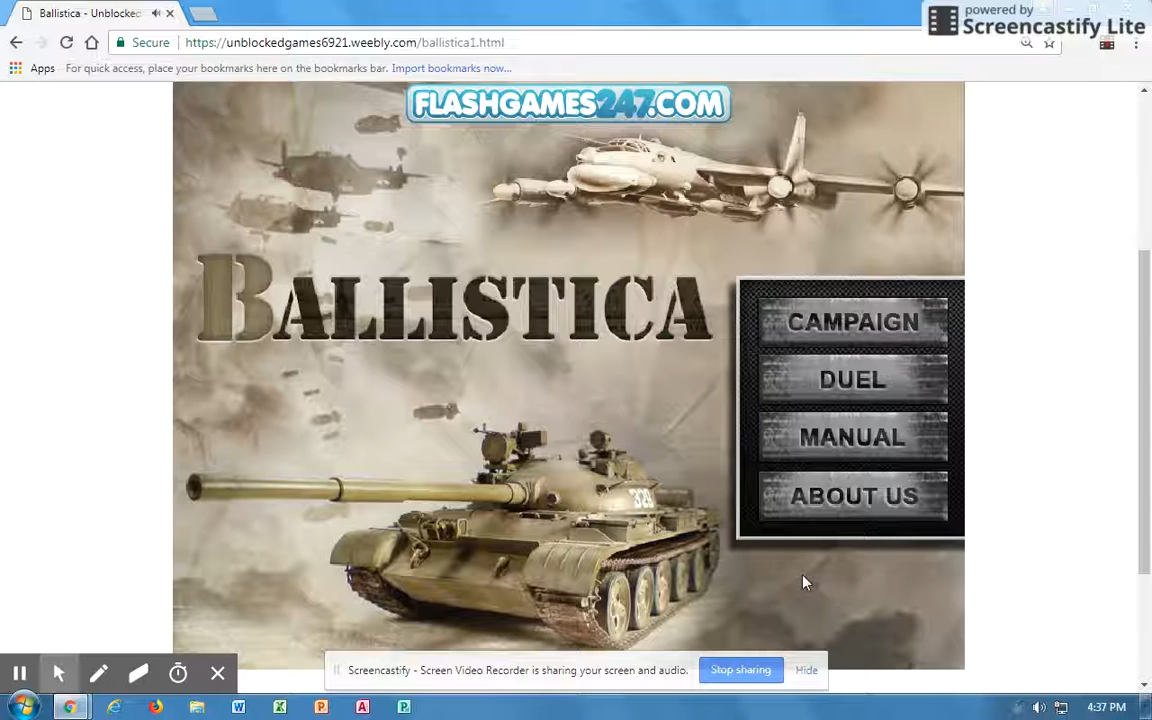 Ballistica - Unblocked
powered by
Screencastify Lite
Secure
https://unblockedgames6921.weebly.com/ballistica1.html
Apps
For quick access, place your bookmarks here on the bookmarks bar. Import bookmarks now...
FLASHGAMES247.COM
BALLISTICA
CAMPAIGN
DUEL
MANUAL
ABOUT US
329
Screencastify - Screen Video Recorder is sharing your screen and audio.
Stop sharing
Hide
4:37 PM